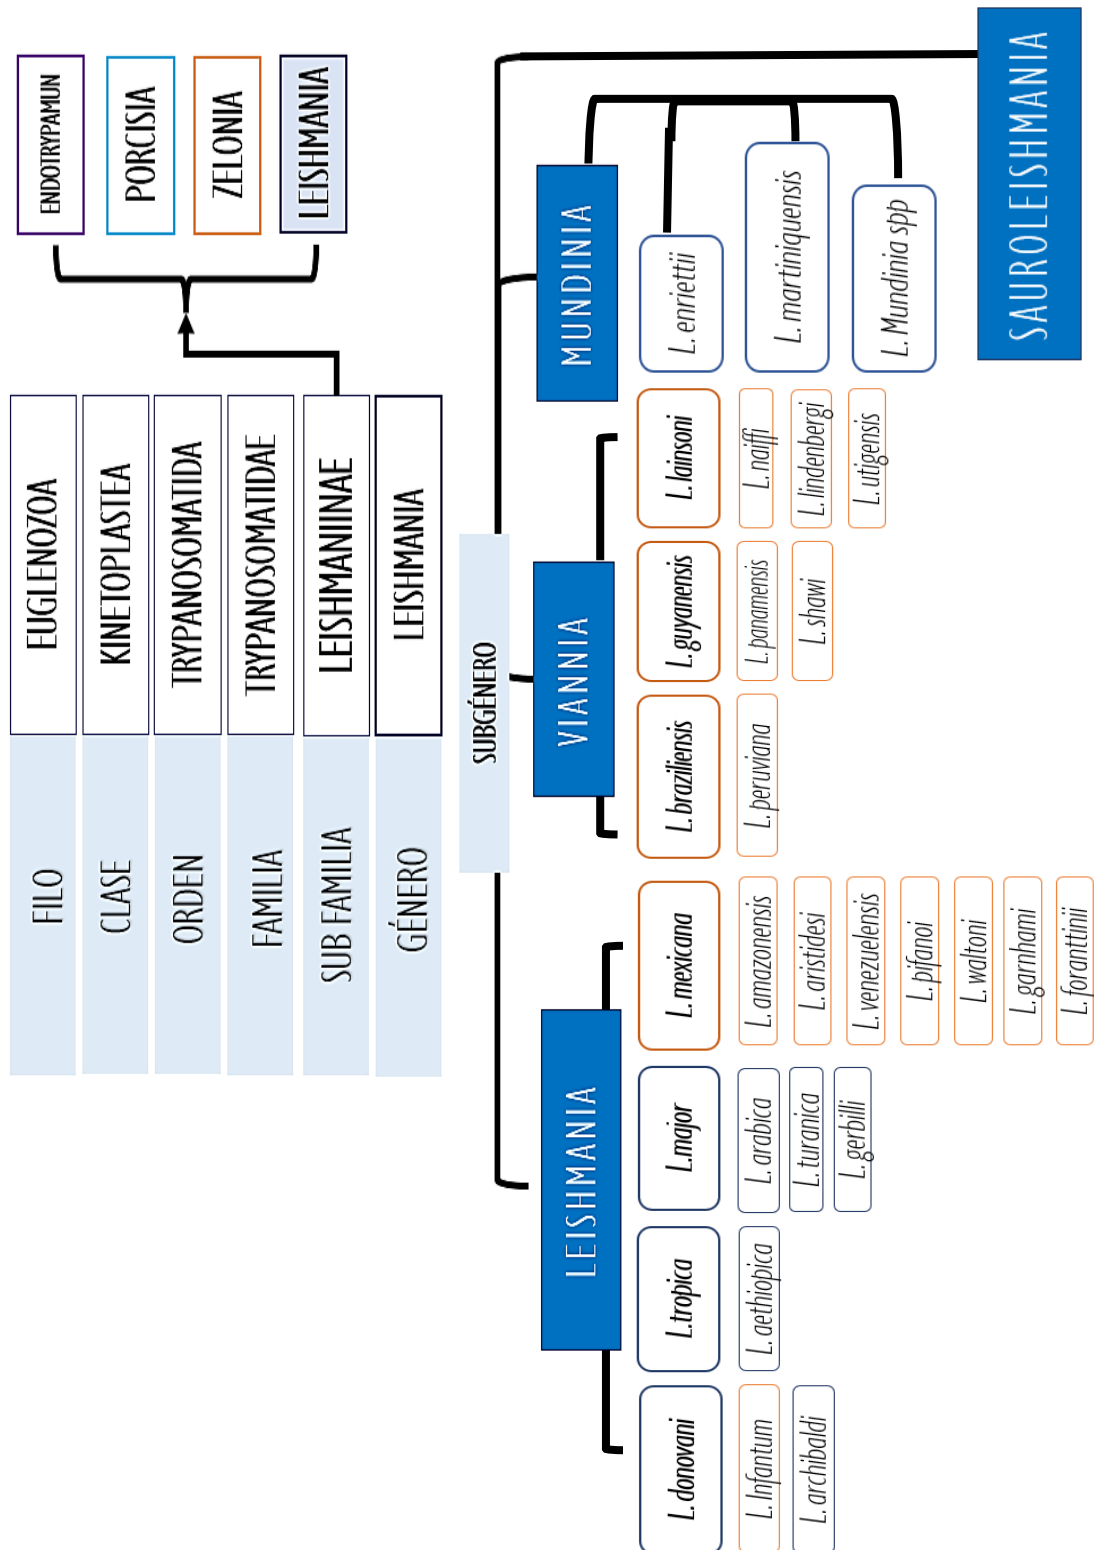 FILO
EUGLENOZOA
CLASE
KINETOPLASTEA
ORDEN
TRYPANOSOMATIDA
FAMILIA
TRYPANOSOMATIDAE
SUB FAMILIA
LEISHMANIINAE
GÉNERO
LEISHMANIA
ENDOTRYPAMUN
PORCISIA
ZELONIA
LEISHMANIA
SUBGÉNERO
LEISHMANIA
VIANNIA
MUNDINIA
SAUROLEISHMANIA
L.donovani
L. Infantum
L. archibaldi
L.tropica
L. aethiopica
L.major
L. arabica
L. turanica
L. gerbilli
L. mexicana
L. amazonensis
L. aristidesi
L. venezuelensis
L. pifanoi
L. waltoni
L. garnhami
L. foranttinii
L.braziliensis
L. peruviana
L. guyanensis
L. panamensis
L. shawi
L.lainsoni
L. naiffi
L. lindenbergi
L. utigensis
L. enriettii
L. martiniquensis
L. Mundinia spp